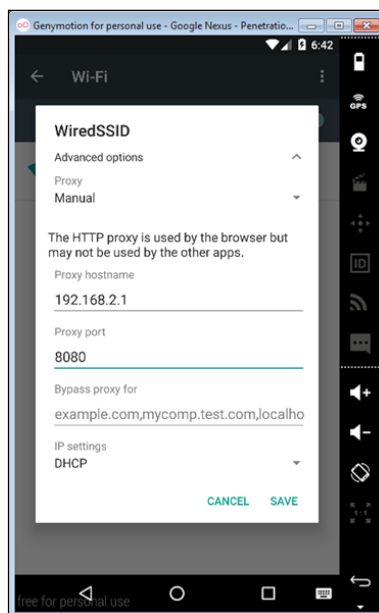 Genymotion for personal use - Google Nexus - Penetratio...
6:42
Wi-Fi
GPS
WiredSSID
Advanced options
Proxy
Manual
The HTTP proxy is used by the browser but
may not be used by the other apps.
Proxy hostname
192.168.2.1
Proxy port
8080
Bypass proxy for
example.com,mycomp.test.com,localho
IP settings
DHCP
CANCEL SAVE
ID
1:1
free for personal use